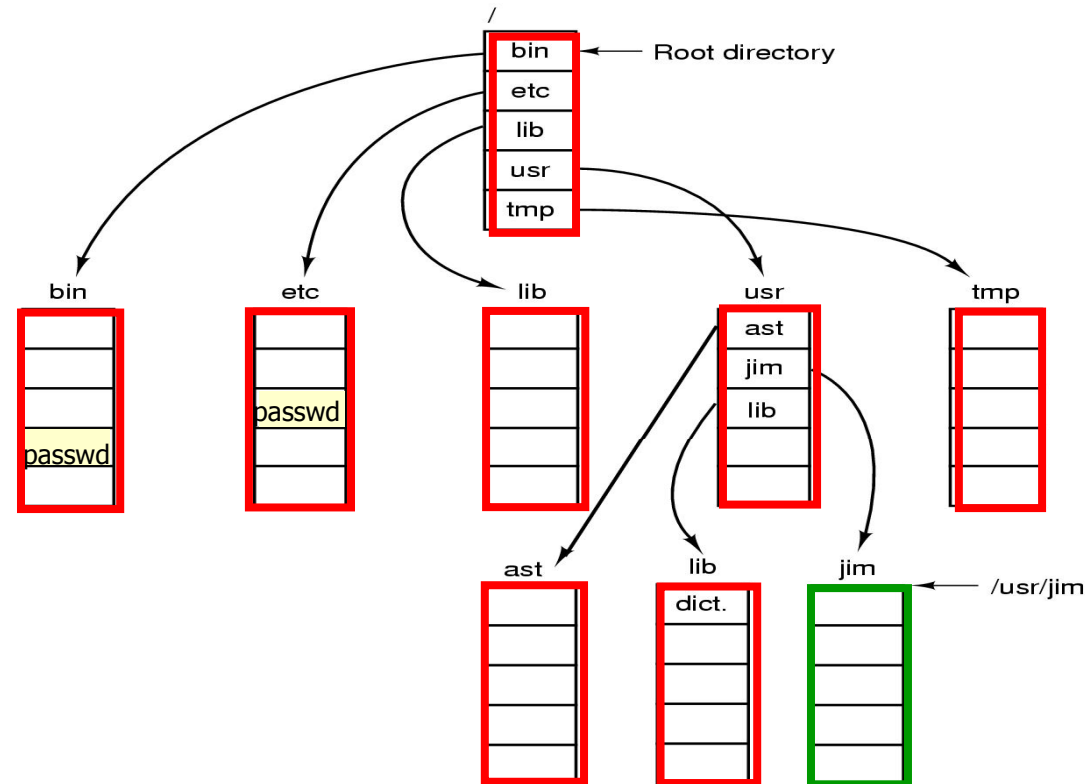 /
bin
Root directory
etc
lib
usr
tmp
bin
etc
lib
usr
tmp
ast
jim
passwd
lib
passwd
ast
lib
jim
/usr/jim
dict.